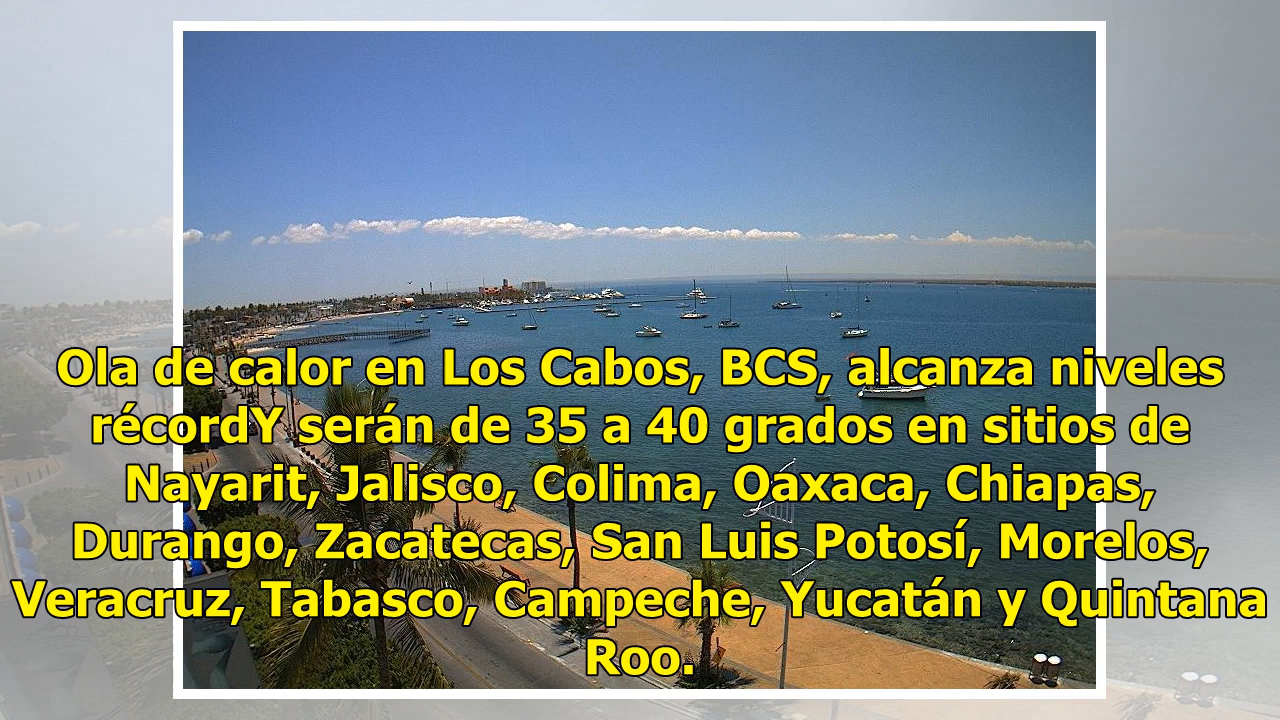 Ola de calor en Los Cabos, BCS, alcanza niveles
récordY serán de 35 a 40 grados en sitios de
Nayarit, Jalisco, Colima, Oaxaca, Chiapas,
Durango, Zacatecas, San Luis Potosí, Morelos,
Veracruz, Tabasco, Campeche, Yucatán y Quintana
Roo.